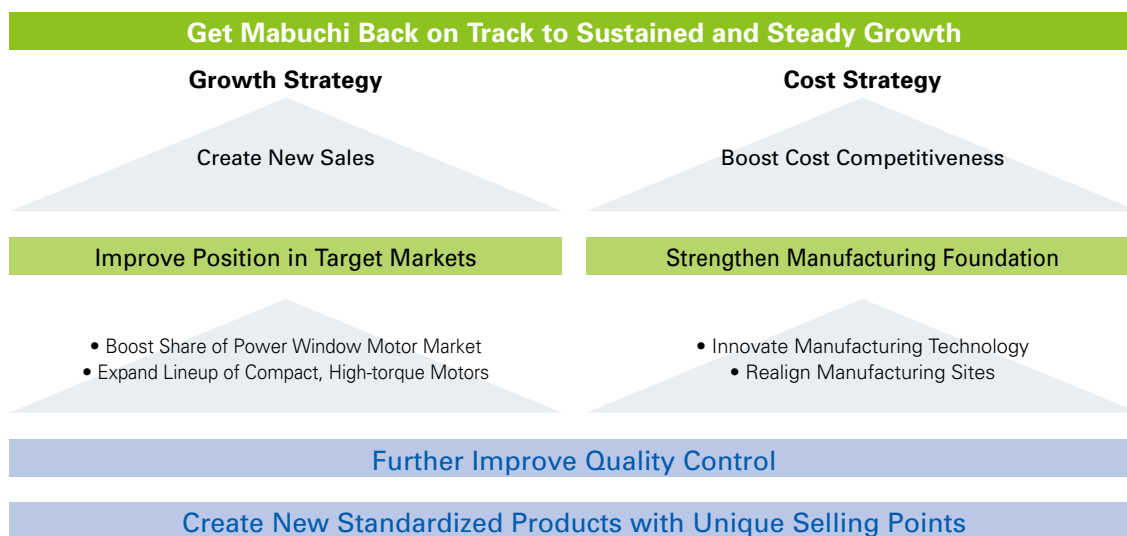 Get Mabuchi Back on Track to Sustained and Steady Growth
Growth Strategy
Create New Sales
Improve Position in Target Markets
• Boost Share of Power Window Motor Market
• Expand Lineup of Compact, High-torque Motors
Cost Strategy
Boost Cost Competitiveness
Strengthen Manufacturing Foundation
• Innovate Manufacturing Technology
• Realign Manufacturing Sites
Further Improve Quality Control
Create New Standardized Products with Unique Selling Points